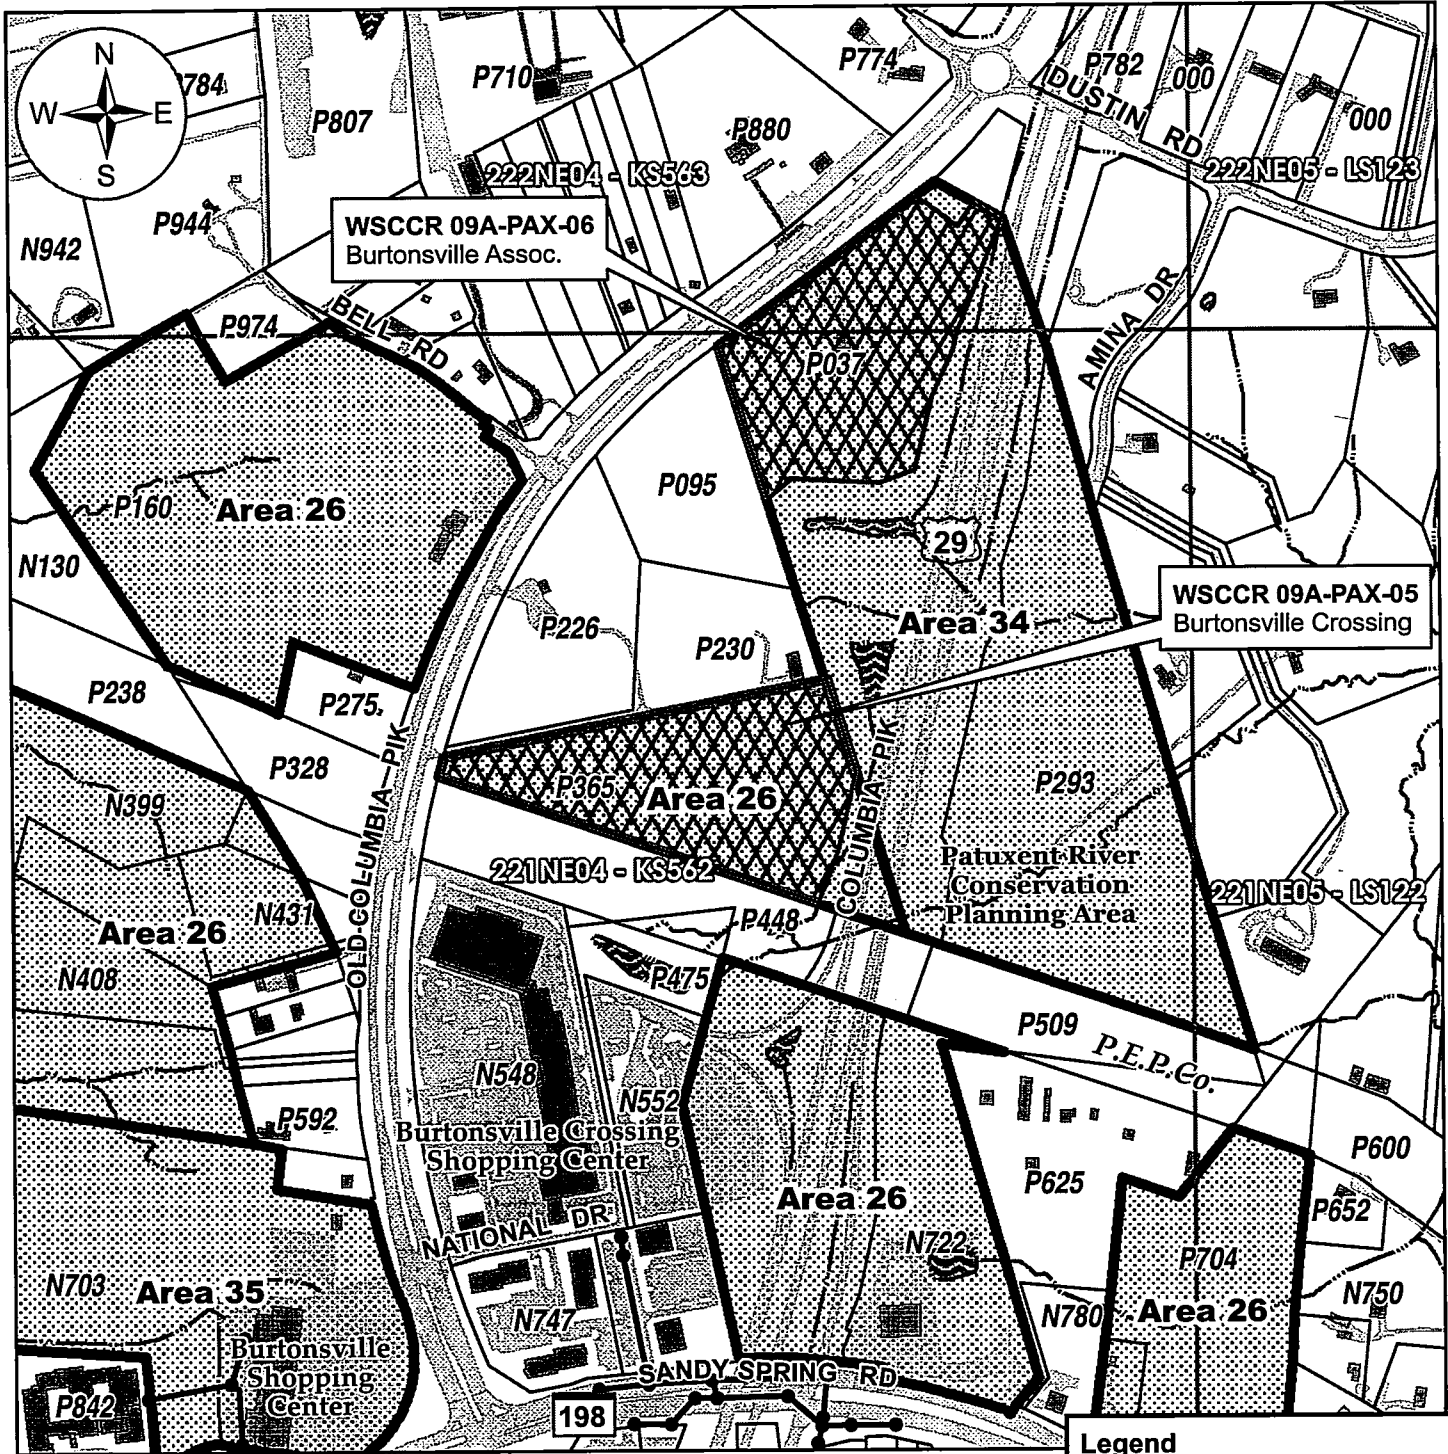 N
W E
S
P784
P807
P710
P774
P782
000
000
DUSTIN RD
P880
222NE04 - KS563
222NE05 - LS123
N942
P944
WSCCR 09A-PAX-06
Burtonsville Assoc.
P974
BELL RD
AMINA DR
P037
P095
P160
Area 26
29
N130
P226
P230
Area 34
WSCCR 09A-PAX-05
Burtonsville Crossing
P238
P275
P328
P365
Area 26
P293
OLD COLUMBIA PIK
COLUMBIA PIK
N399
221NE04 - KS562
Patuxent River
Conservation
Planning Area
221NE05 - LS122
N431
Area 26
N408
P448
P475
P509
P.E.P.Co.
N548
N552
P592
Burtonsville Crossing
Shopping Center
P600
P625
P652
Area 26
NATIONAL DR
N722
P704
N703
Area 35
N747
N780
Area 26
N750
Burtonsville
Shopping
Center
SANDY SPRING RD
P842
198
Legend